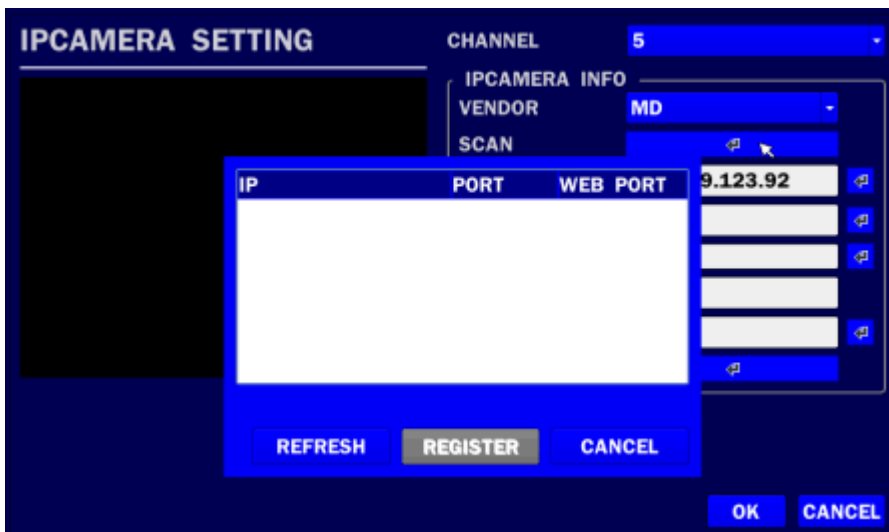 IPCAMERA SETTING
CHANNEL 5
IPCAMERA INFO
VENDOR MD
SCAN
9.123.92
IP PORT WEB PORT
REFRESH REGISTER CANCEL
OK CANCEL